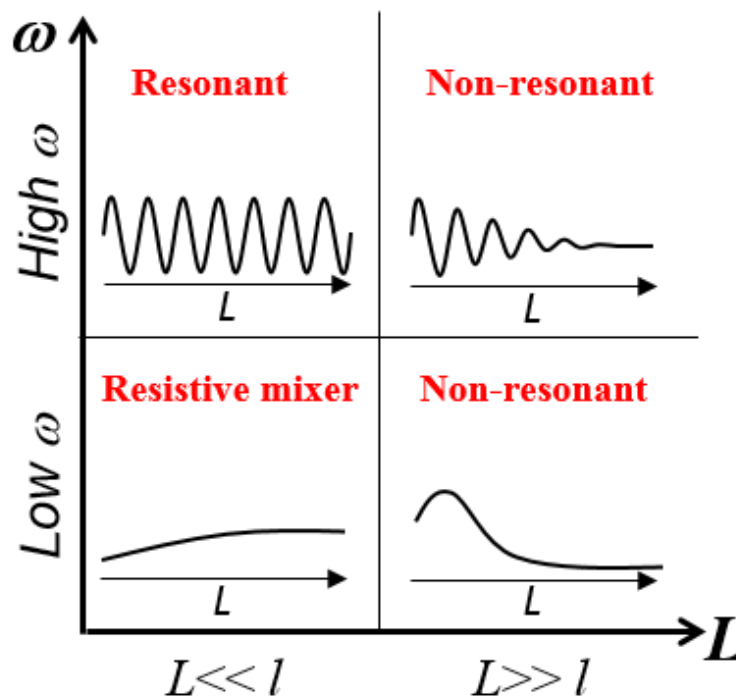 ω
Resonant
Non-resonant
High ω
L
L
Resistive mixer
Non-resonant
Low ω
L
L
L
L<< l
L>> l